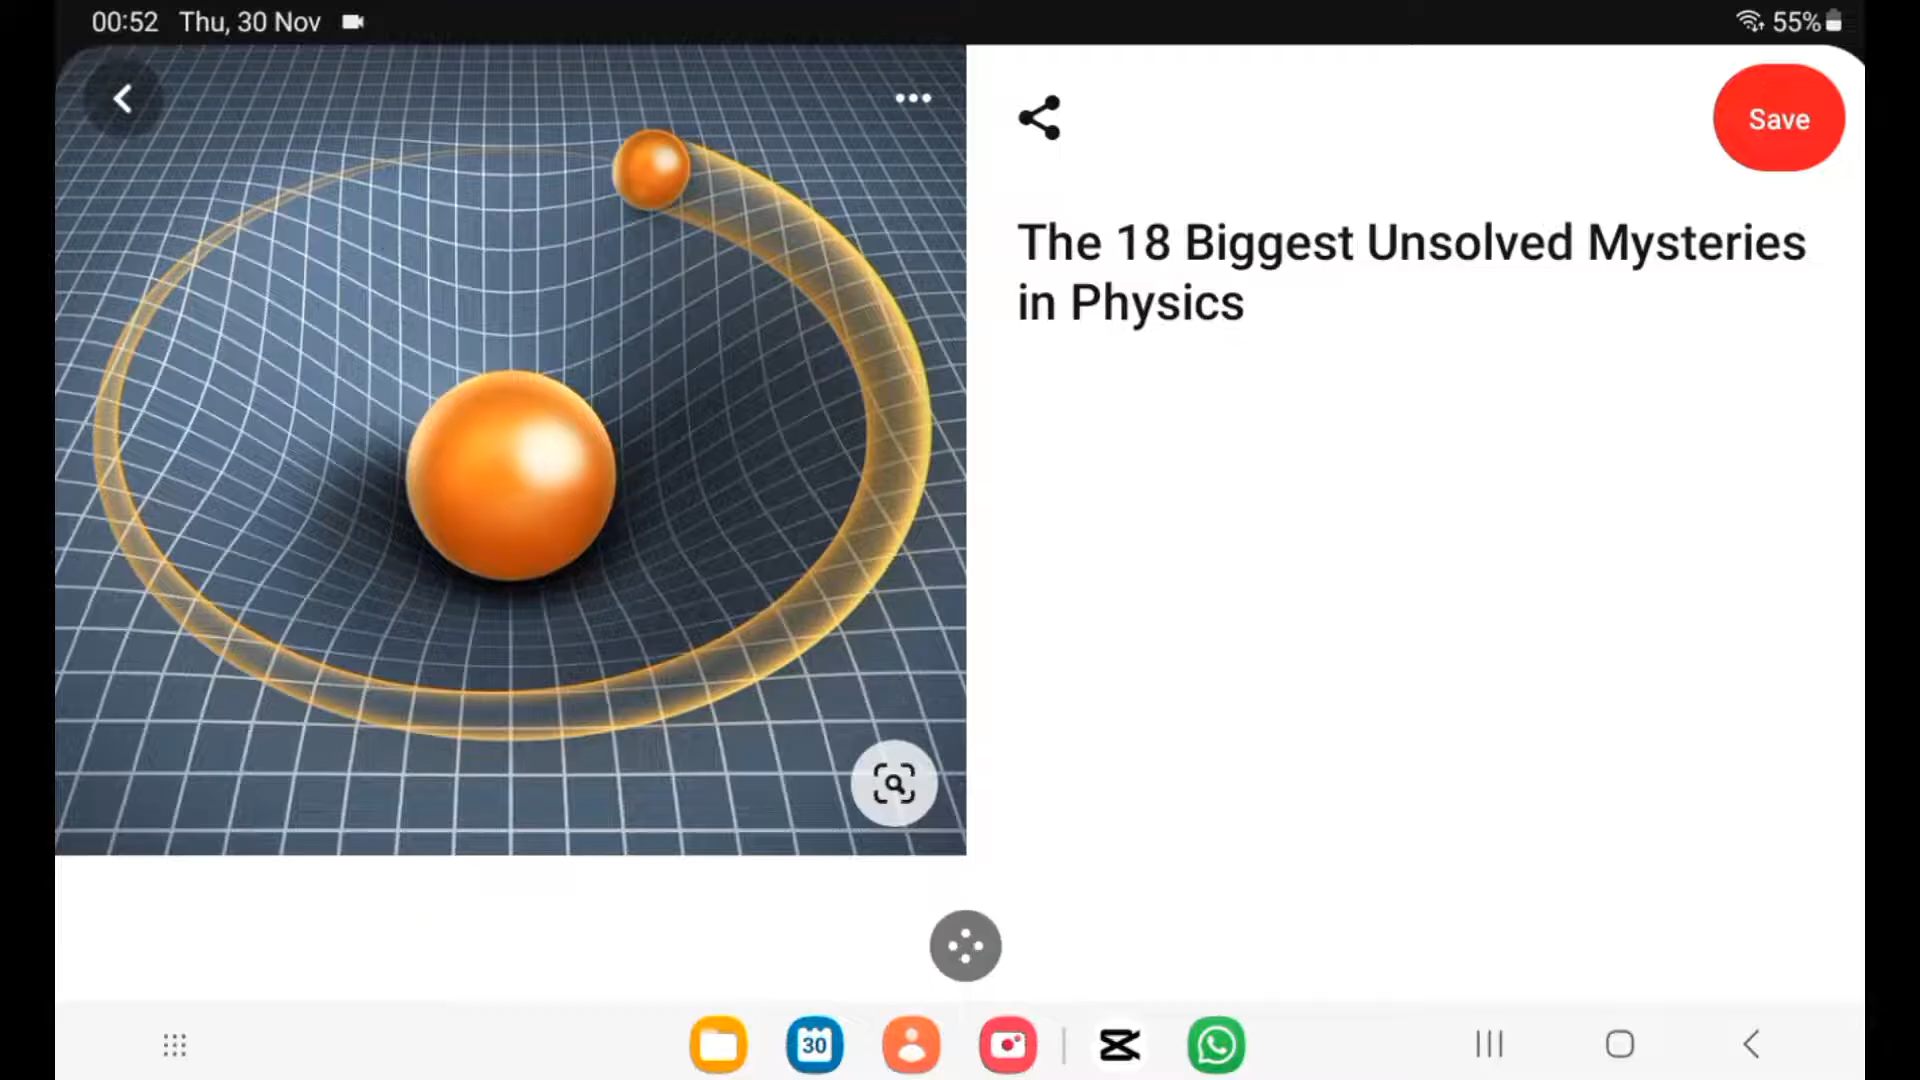 00:52 Thu, 30 Nov
55%
Save
The 18 Biggest Unsolved Mysteries
in Physics
30